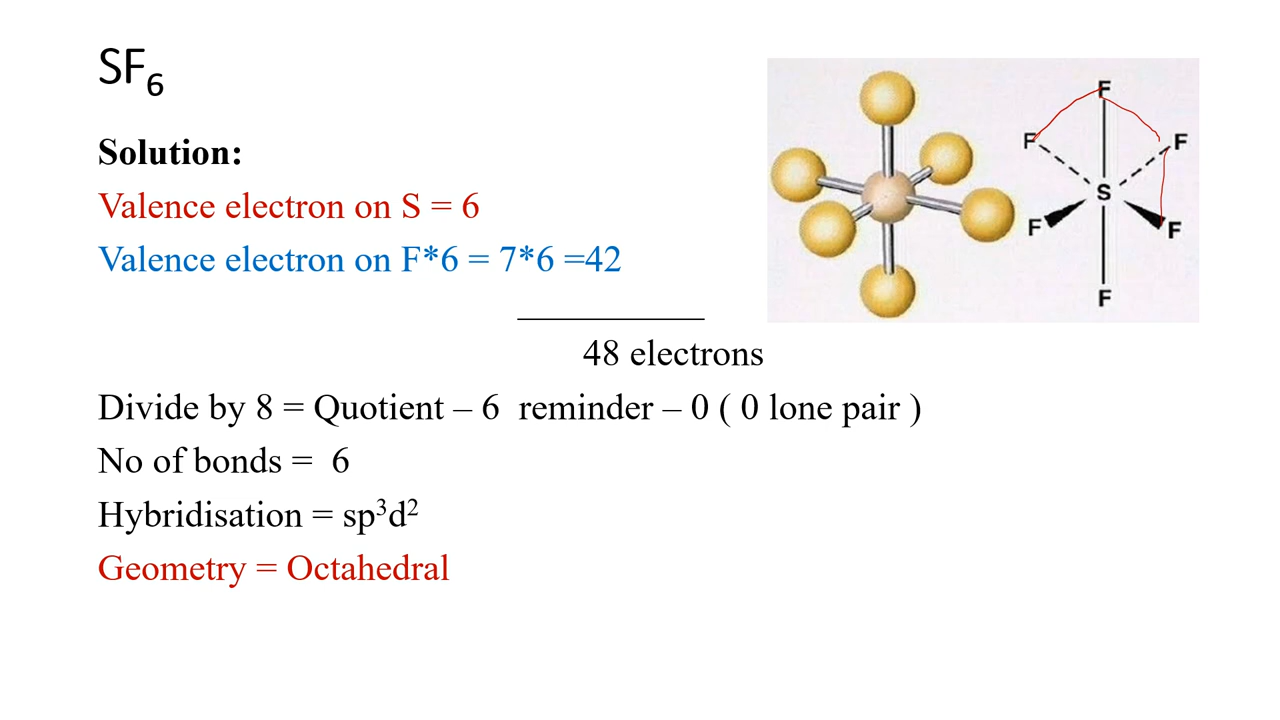 SF₆
Solution:
Valence electron on S = 6
Valence electron on F*6 = 7*6 =42
48 electrons
Divide by 8 = Quotient – 6 reminder – 0 ( 0 lone pair )
No of bonds = 6
Hybridisation = sp³d²
Geometry = Octahedral
F
F F
S
F F
F